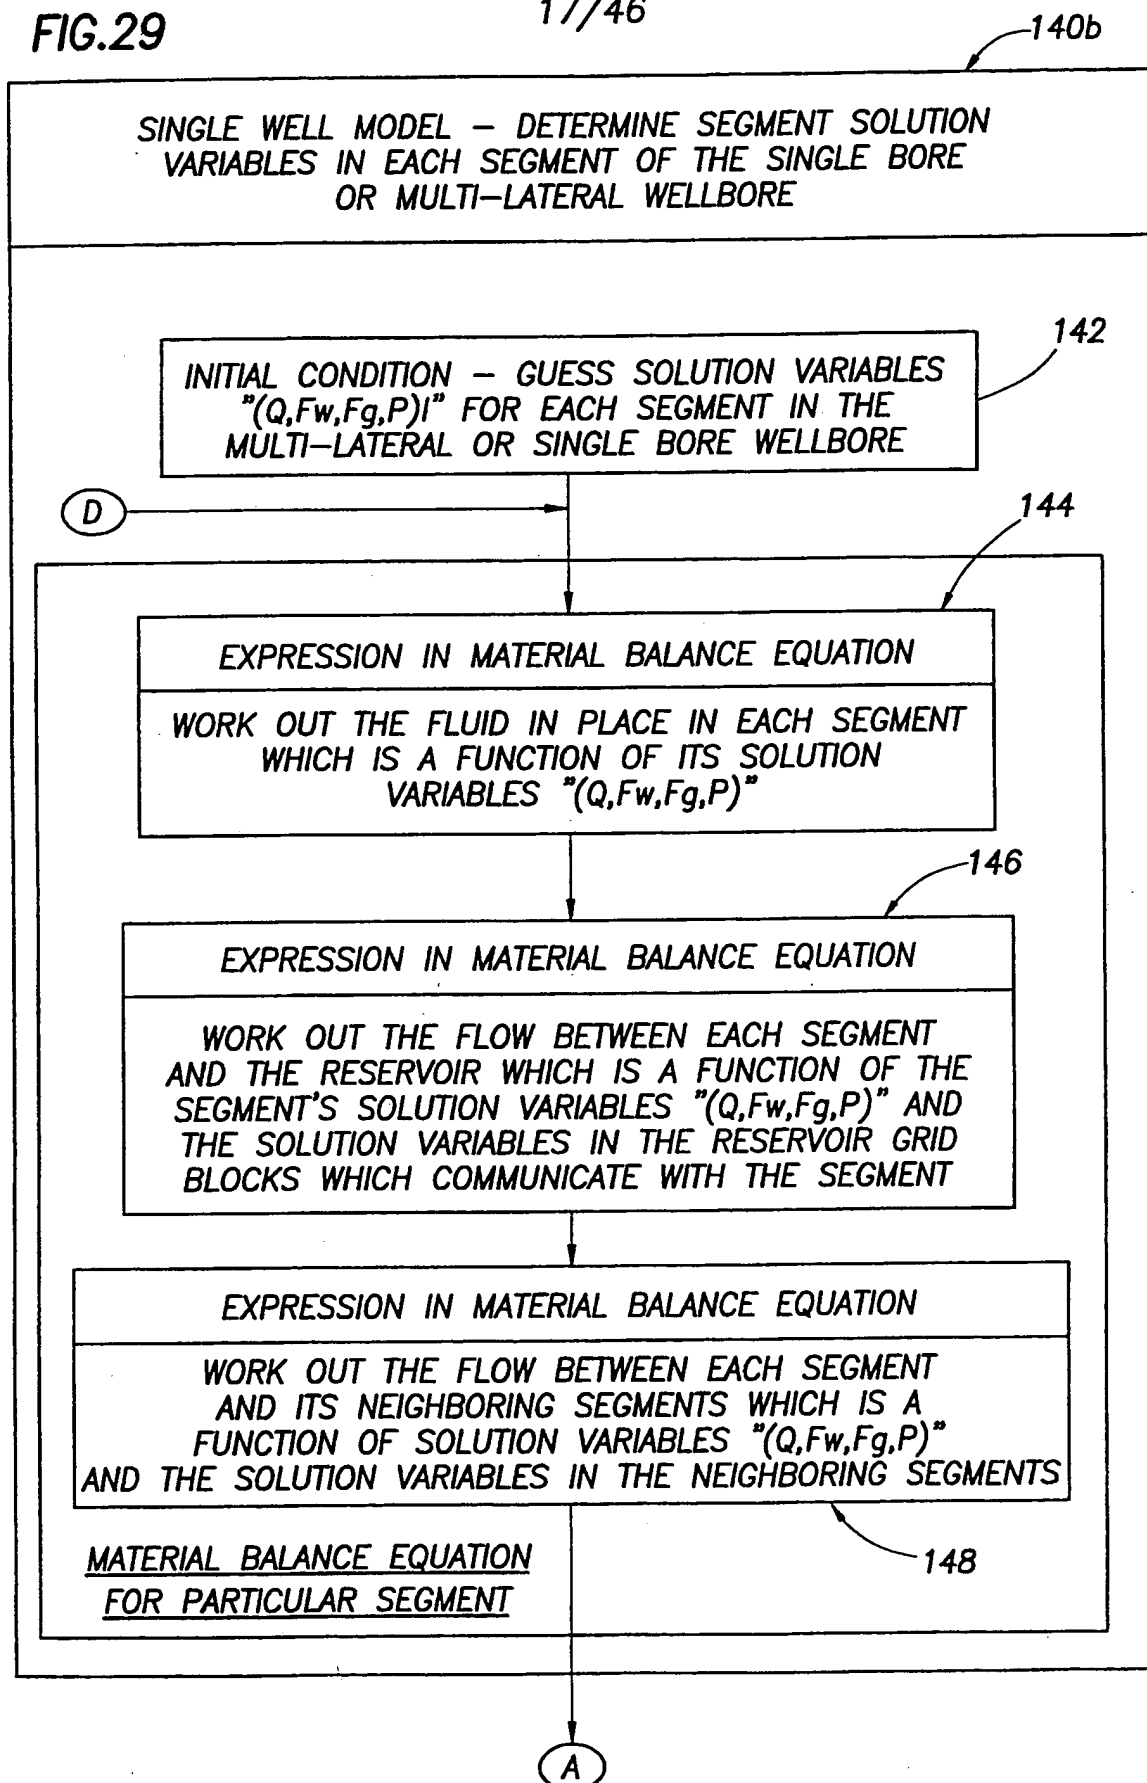 FIG.29
17/46
140b
SINGLE WELL MODEL – DETERMINE SEGMENT SOLUTION
VARIABLES IN EACH SEGMENT OF THE SINGLE BORE
OR MULTI–LATERAL WELLBORE
142
INITIAL CONDITION – GUESS SOLUTION VARIABLES
"(Q,Fw,Fg,P)I" FOR EACH SEGMENT IN THE
MULTI–LATERAL OR SINGLE BORE WELLBORE
D
144
EXPRESSION IN MATERIAL BALANCE EQUATION
WORK OUT THE FLUID IN PLACE IN EACH SEGMENT
WHICH IS A FUNCTION OF ITS SOLUTION
VARIABLES "(Q,Fw,Fg,P)"
146
EXPRESSION IN MATERIAL BALANCE EQUATION
WORK OUT THE FLOW BETWEEN EACH SEGMENT
AND THE RESERVOIR WHICH IS A FUNCTION OF THE
SEGMENT'S SOLUTION VARIABLES "(Q,Fw,Fg,P)" AND
THE SOLUTION VARIABLES IN THE RESERVOIR GRID
BLOCKS WHICH COMMUNICATE WITH THE SEGMENT
EXPRESSION IN MATERIAL BALANCE EQUATION
WORK OUT THE FLOW BETWEEN EACH SEGMENT
AND ITS NEIGHBORING SEGMENTS WHICH IS A
FUNCTION OF SOLUTION VARIABLES "(Q,Fw,Fg,P)"
AND THE SOLUTION VARIABLES IN THE NEIGHBORING SEGMENTS
148
MATERIAL BALANCE EQUATION
FOR PARTICULAR SEGMENT
A